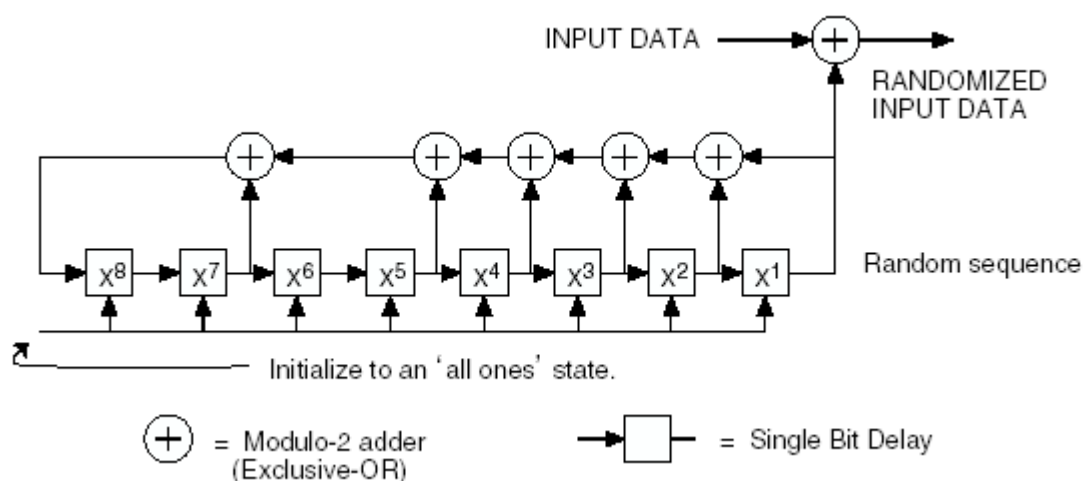 INPUT DATA
+
RANDOMIZED
INPUT DATA
+ + + + +
X⁸ X⁷ X⁶ X⁵ X⁴ X³ X² X¹
Random sequence
Initialize to an ‘all ones’ state.
+ = Modulo-2 adder
(Exclusive-OR)
= Single Bit Delay